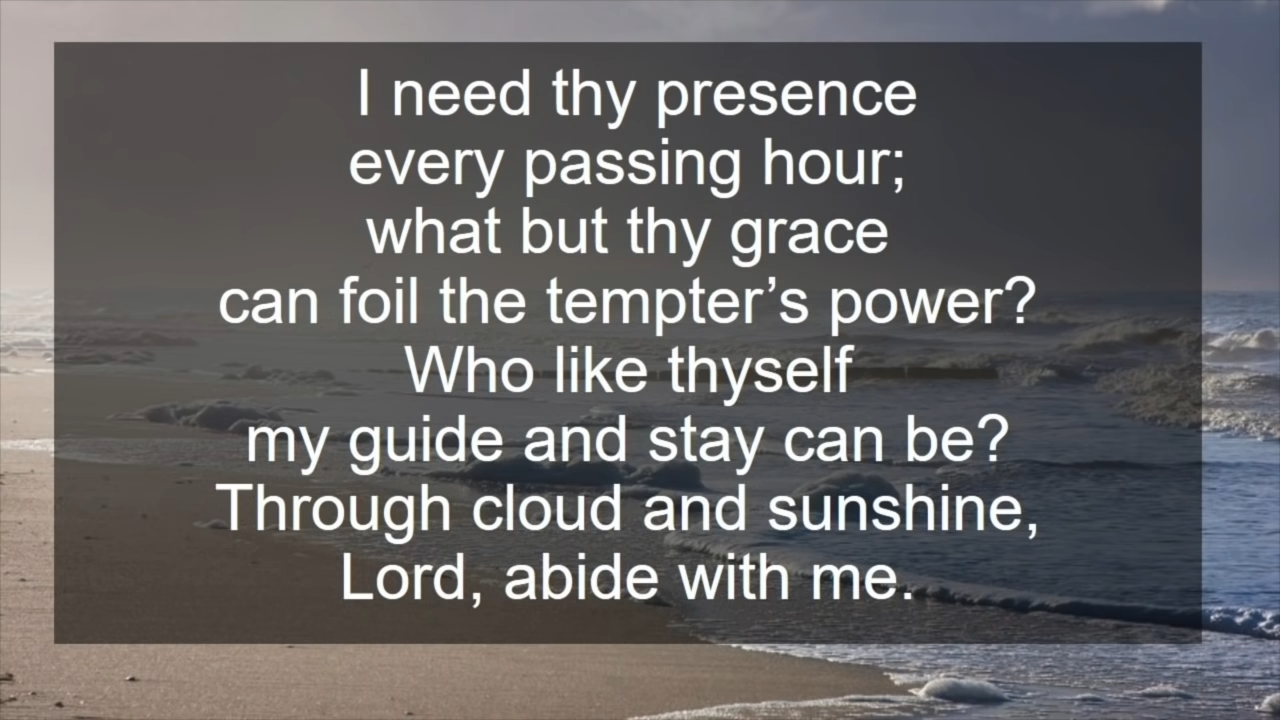 I need thy presence
every passing hour;
what but thy grace
can foil the tempter’s power?
Who like thyself
my guide and stay can be?
Through cloud and sunshine,
Lord, abide with me.